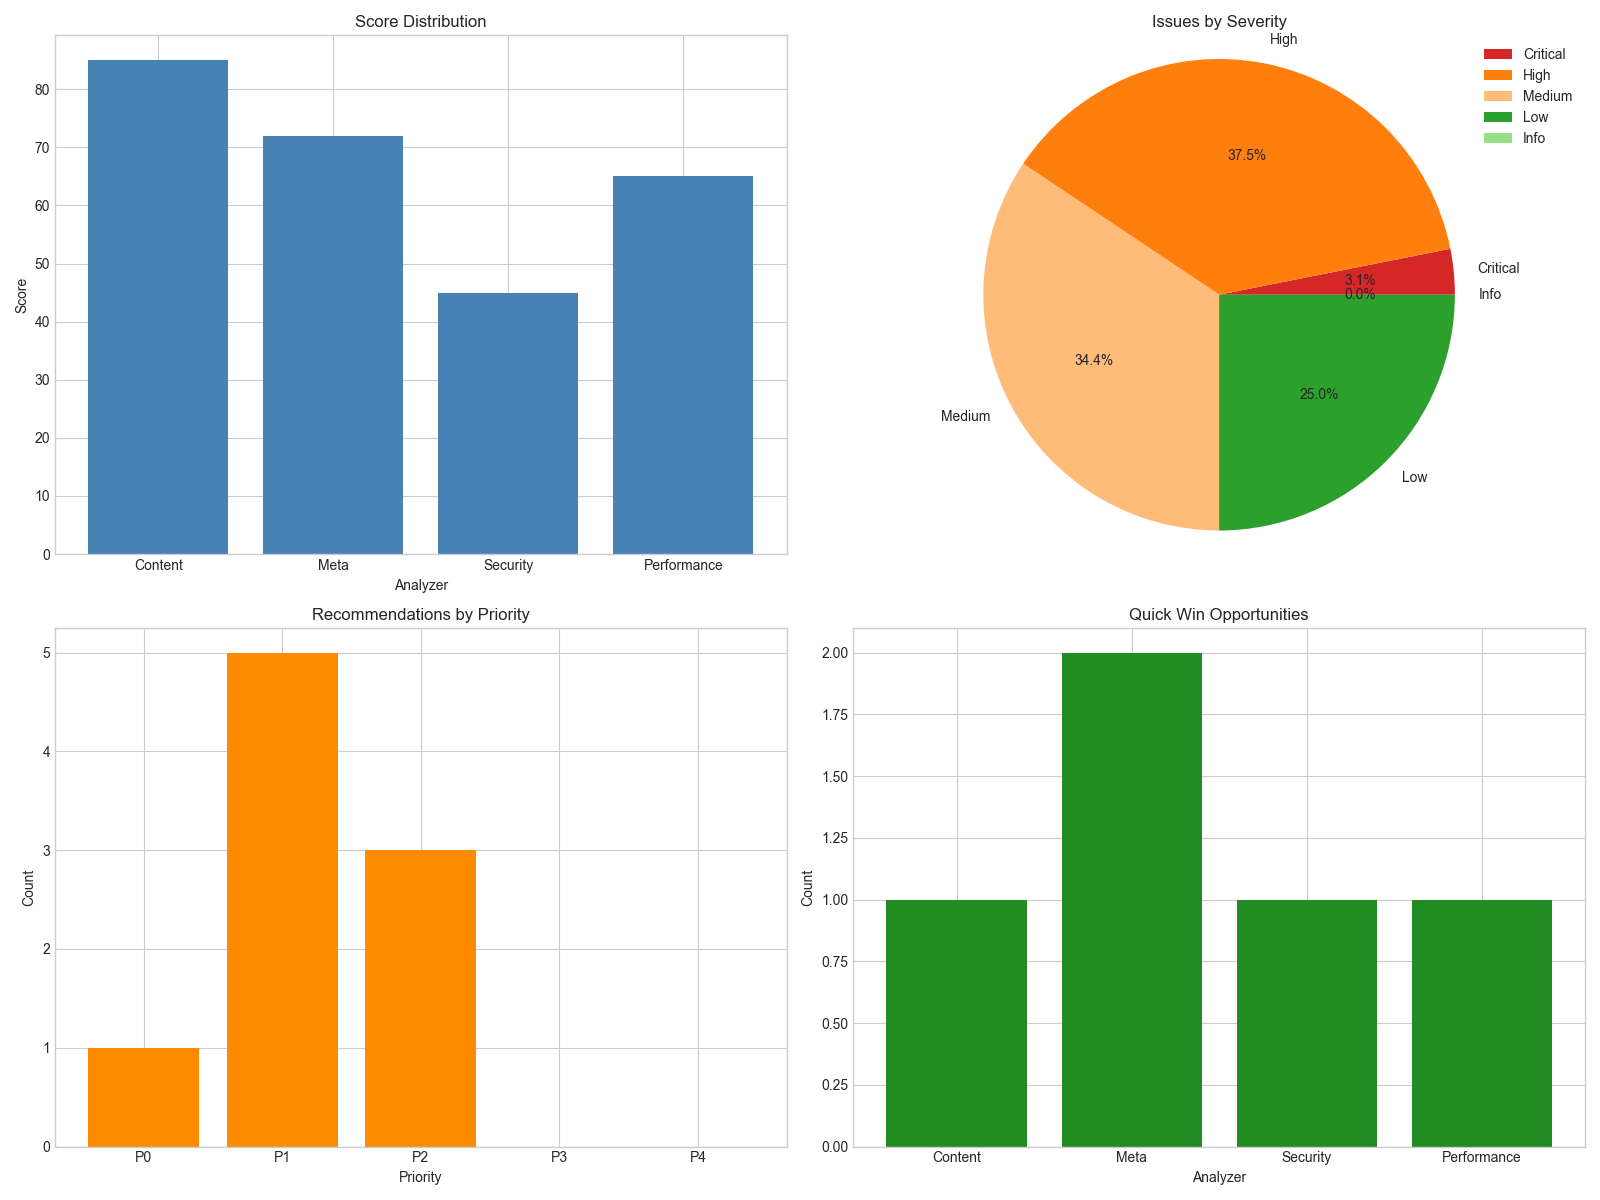 Score Distribution
80
70
60
50
40
30
20
10
0
Score
Content Meta Security Performance
Analyzer
Issues by Severity
High
37.5%
Critical
3.1%
0.0%
Info
34.4%
Medium
25.0%
Low
Critical
High
Medium
Low
Info
Recommendations by Priority
5
4
3
2
1
0
Count
P0 P1 P2 P3 P4
Priority
Quick Win Opportunities
2.00
1.75
1.50
1.25
1.00
0.75
0.50
0.25
0.00
Count
Content Meta Security Performance
Analyzer